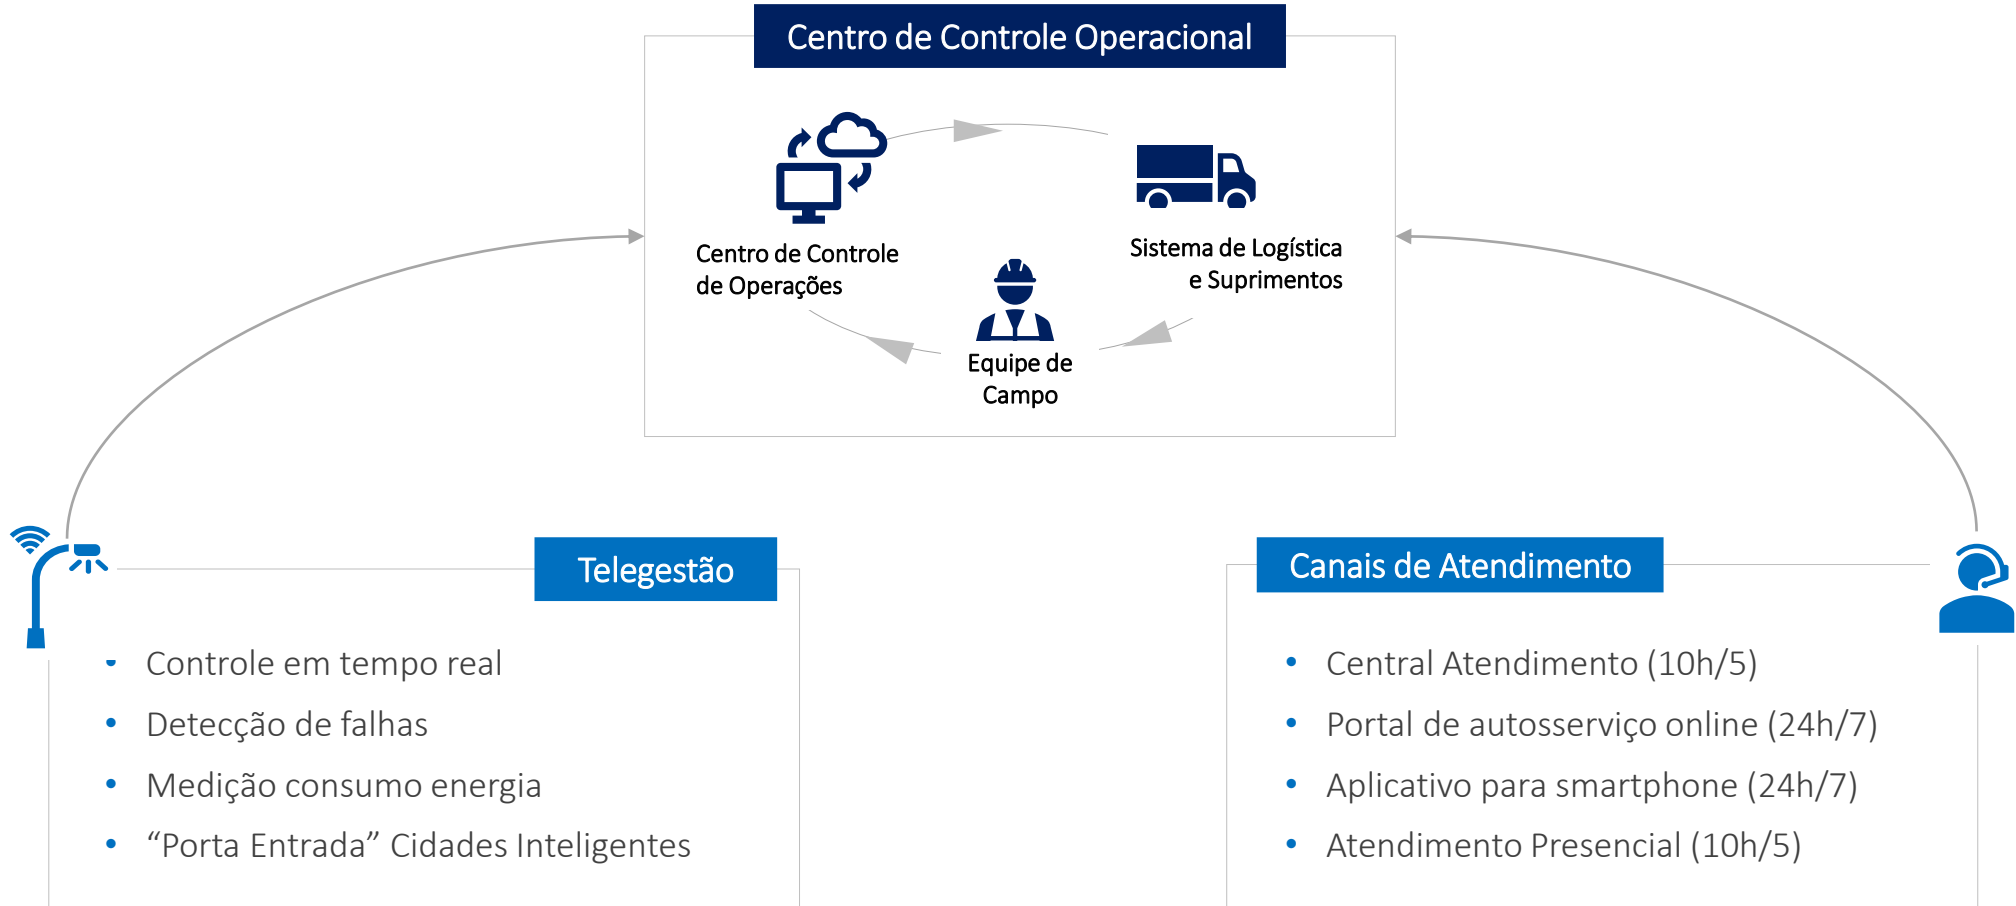 Centro de Controle Operacional
Centro de Controle
de Operações
Sistema de Logística
e Suprimentos
Equipe de
Campo
Telegestão
• Controle em tempo real
• Detecção de falhas
• Medição consumo energia
• “Porta Entrada” Cidades Inteligentes
Canais de Atendimento
• Central Atendimento (10h/5)
• Portal de autosserviço online (24h/7)
• Aplicativo para smartphone (24h/7)
• Atendimento Presencial (10h/5)